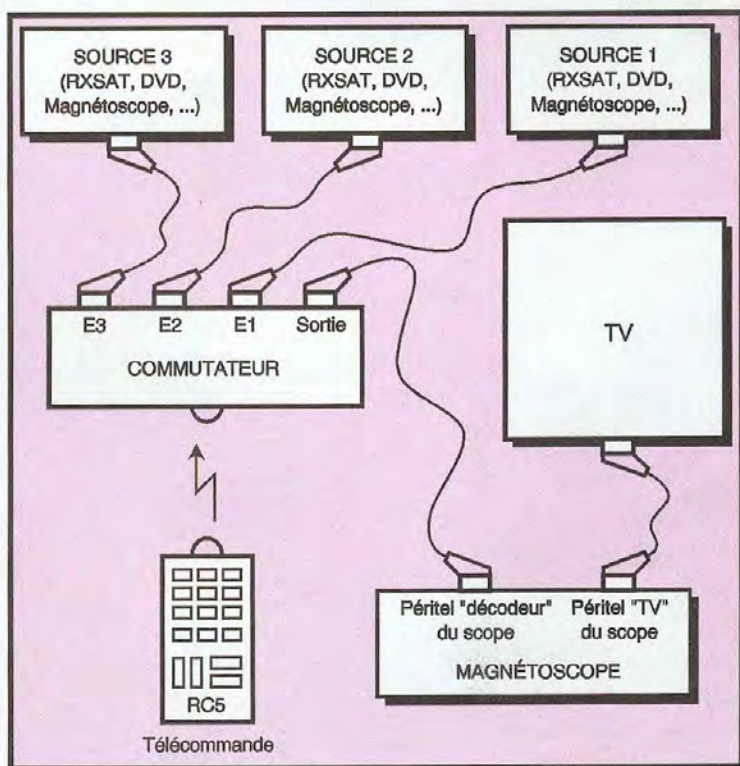 SOURCE 3
(RXSAT, DVD,
Magnétoscope, ...)
SOURCE 2
(RXSAT, DVD,
Magnétoscope, ...)
SOURCE 1
(RXSAT, DVD,
Magnétoscope, ...)
E3
E2
E1
Sortie
COMMUTATEUR
TV
Péritel "décodeur"
du scope
Péritel "TV"
du scope
MAGNÉTOSCOPE
RC5
Télécommande